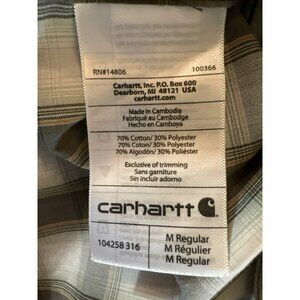 RN#14806 100366
Carhartt, Inc. P.O. Box 600
Dearborn, MI 48121 USA
carhartt.com
Made in Cambodia
Fabriqué au Cambodge
Hecho en Camboya
70% Cotton/ 30% Polyester
70% Coton/ 30% Polyester
70% Algodón/ 30% Poliéster
Exclusive of trimming
Sans garniture
Sin incluir adorno
carhartt
104258 316
M Regular
M Régulier
M Regular